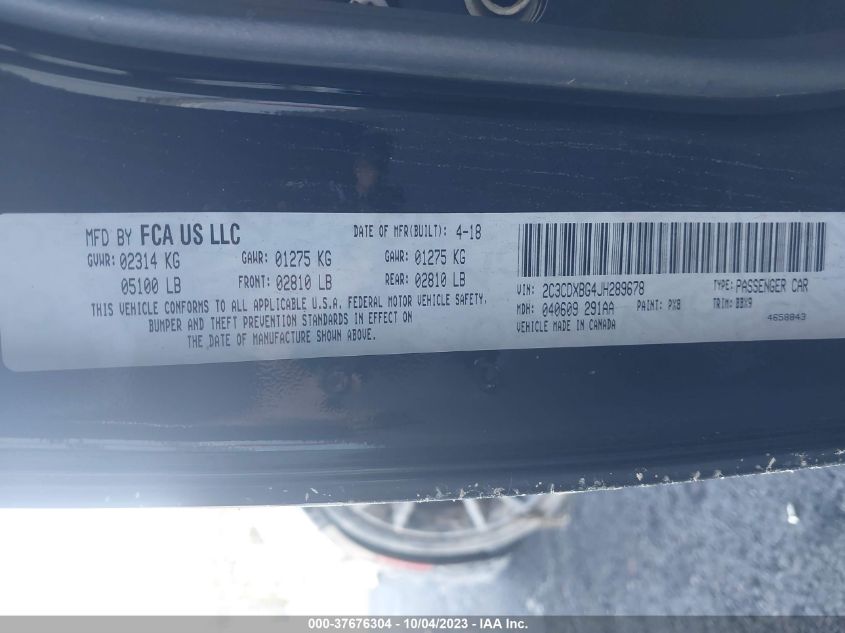 MFD BY FCA US LLC DATE OF MFR(BUILT): 4-18
GVWR: 02314 KG GAWR: 01275 KG GAWR: 01275 KG
05100 LB FRONT: 02810 LB REAR: 02810 LB
THIS VEHICLE CONFORMS TO ALL APPLICABLE U.S.A. FEDERAL MOTOR VEHICLE SAFETY,
BUMPER AND THEFT PREVENTION STANDARDS IN EFFECT ON
THE DATE OF MANUFACTURE SHOWN ABOVE.
VIN: 2C3CDXBG4JH289678 TYPE: PASSENGER CAR
MDH: 040609 291AA PAINT: PX8 TRIM: BBX9
VEHICLE MADE IN CANADA 4658843
000-37676304 - 10/04/2023 - IAA Inc.